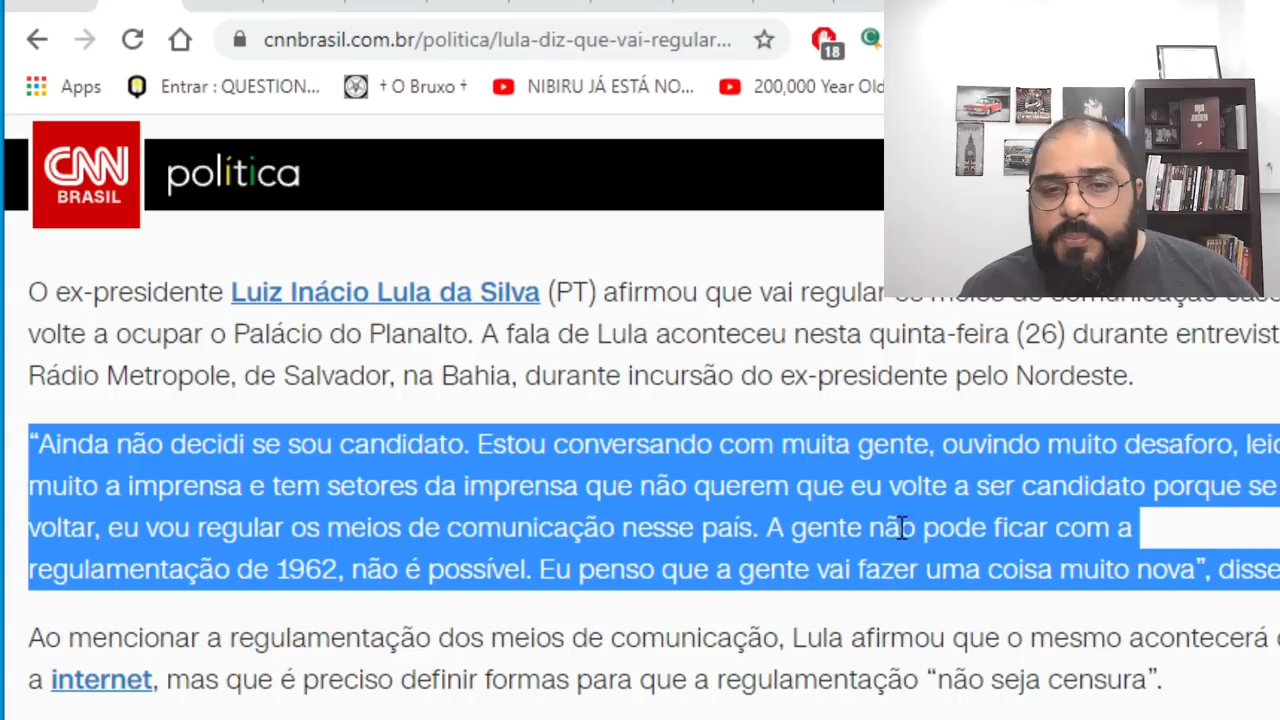 cnnbrasil.com.br/politica/lula-diz-que-vai-regular...
18
Apps
Entrar : QUESTION...
† O Bruxo †
NIBIRU JÁ ESTÁ NO...
200,000 Year Old
CNN
BRASIL
política
O ex-presidente Luiz Inácio Lula da Silva (PT) afirmou que vai regular os meios de comunicação
volte a ocupar o Palácio do Planalto. A fala de Lula aconteceu nesta quinta-feira (26) durante entrevist
Rádio Metropole, de Salvador, na Bahia, durante incursão do ex-presidente pelo Nordeste.
“Ainda não decidi se sou candidato. Estou conversando com muita gente, ouvindo muito desaforo, leio
muito a imprensa e tem setores da imprensa que não querem que eu volte a ser candidato porque se
voltar, eu vou regular os meios de comunicação nesse país. A gente não pode ficar com a
regulamentação de 1962, não é possível. Eu penso que a gente vai fazer uma coisa muito nova”, disse
Ao mencionar a regulamentação dos meios de comunicação, Lula afirmou que o mesmo acontecerá
a internet, mas que é preciso definir formas para que a regulamentação “não seja censura”.